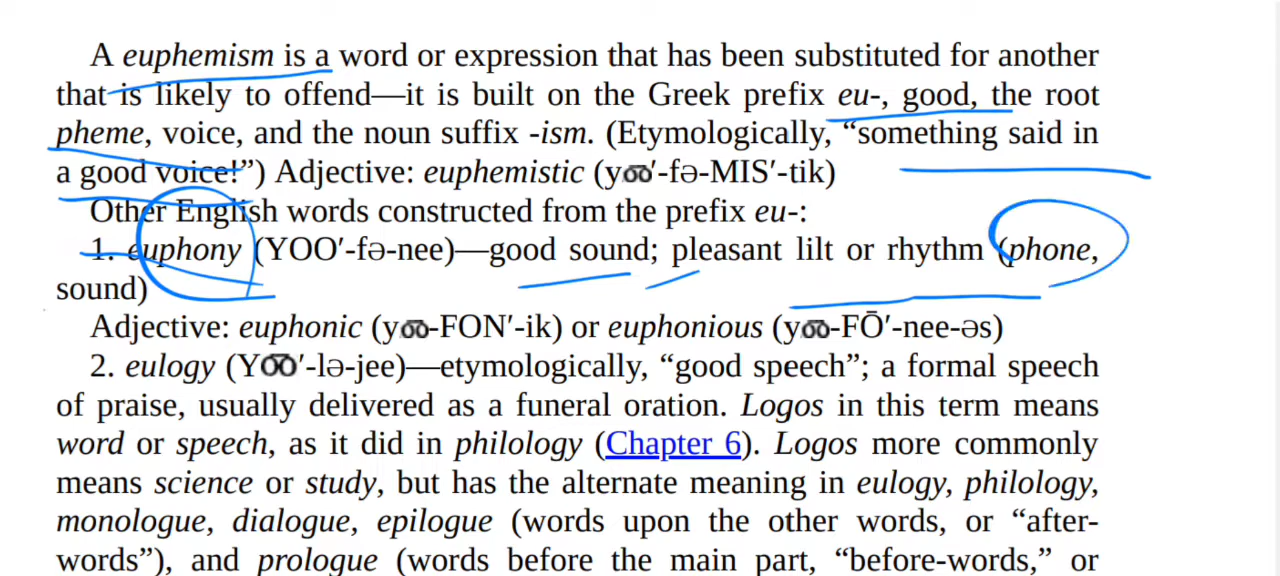 A euphemism is a word or expression that has been substituted for another
that is likely to offend—it is built on the Greek prefix eu-, good, the root
pheme, voice, and the noun suffix -ism. (Etymologically, “something said in
a good voice!”) Adjective: euphemistic (yo͞o′-fə-MIS′-tik)
Other English words constructed from the prefix eu-:
1. euphony (YOO′-fə-nee)—good sound; pleasant lilt or rhythm (phone,
sound)
Adjective: euphonic (yo͞o-FON′-ik) or euphonious (yo͞o-FŌ′-nee-əs)
2. eulogy (YO͞O′-lə-jee)—etymologically, “good speech”; a formal speech
of praise, usually delivered as a funeral oration. Logos in this term means
word or speech, as it did in philology (Chapter 6). Logos more commonly
means science or study, but has the alternate meaning in eulogy, philology,
monologue, dialogue, epilogue (words upon the other words, or “after-
words”), and prologue (words before the main part, “before-words,” or